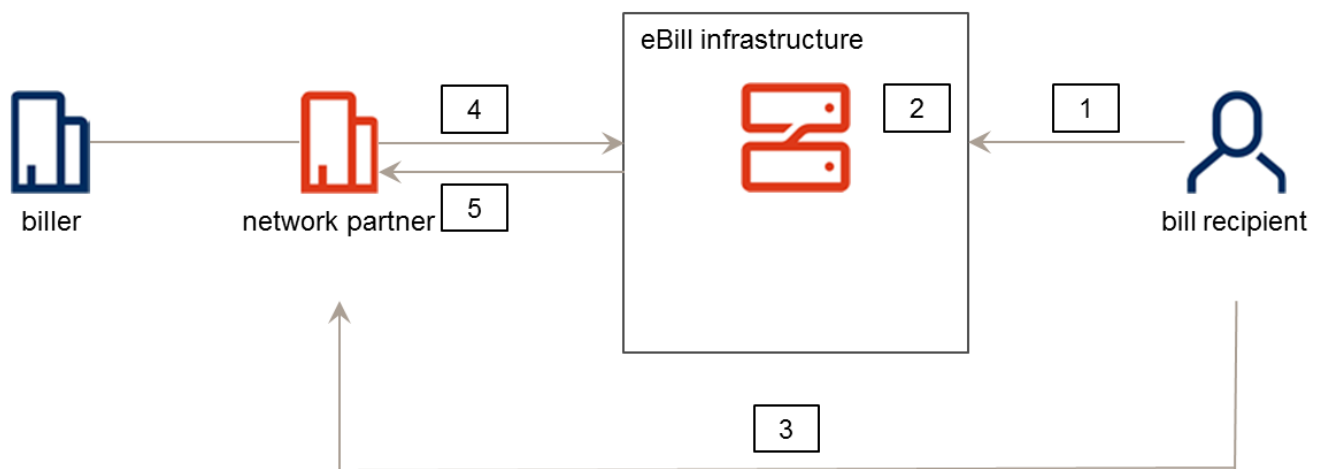 eBill infrastructure
4
2
1
biller
network partner
5
bill recipient
3